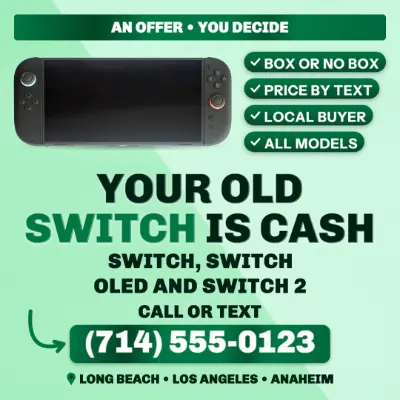 AN OFFER • YOU DECIDE
✓ BOX OR NO BOX
✓ PRICE BY TEXT
✓ LOCAL BUYER
✓ ALL MODELS
YOUR OLD
SWITCH IS CASH
SWITCH, SWITCH
OLED AND SWITCH 2
CALL OR TEXT
(714) 555-0123
LONG BEACH • LOS ANGELES • ANAHEIM